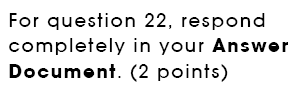 For question 22, respond
completely in your Answer
Document. (2 points)